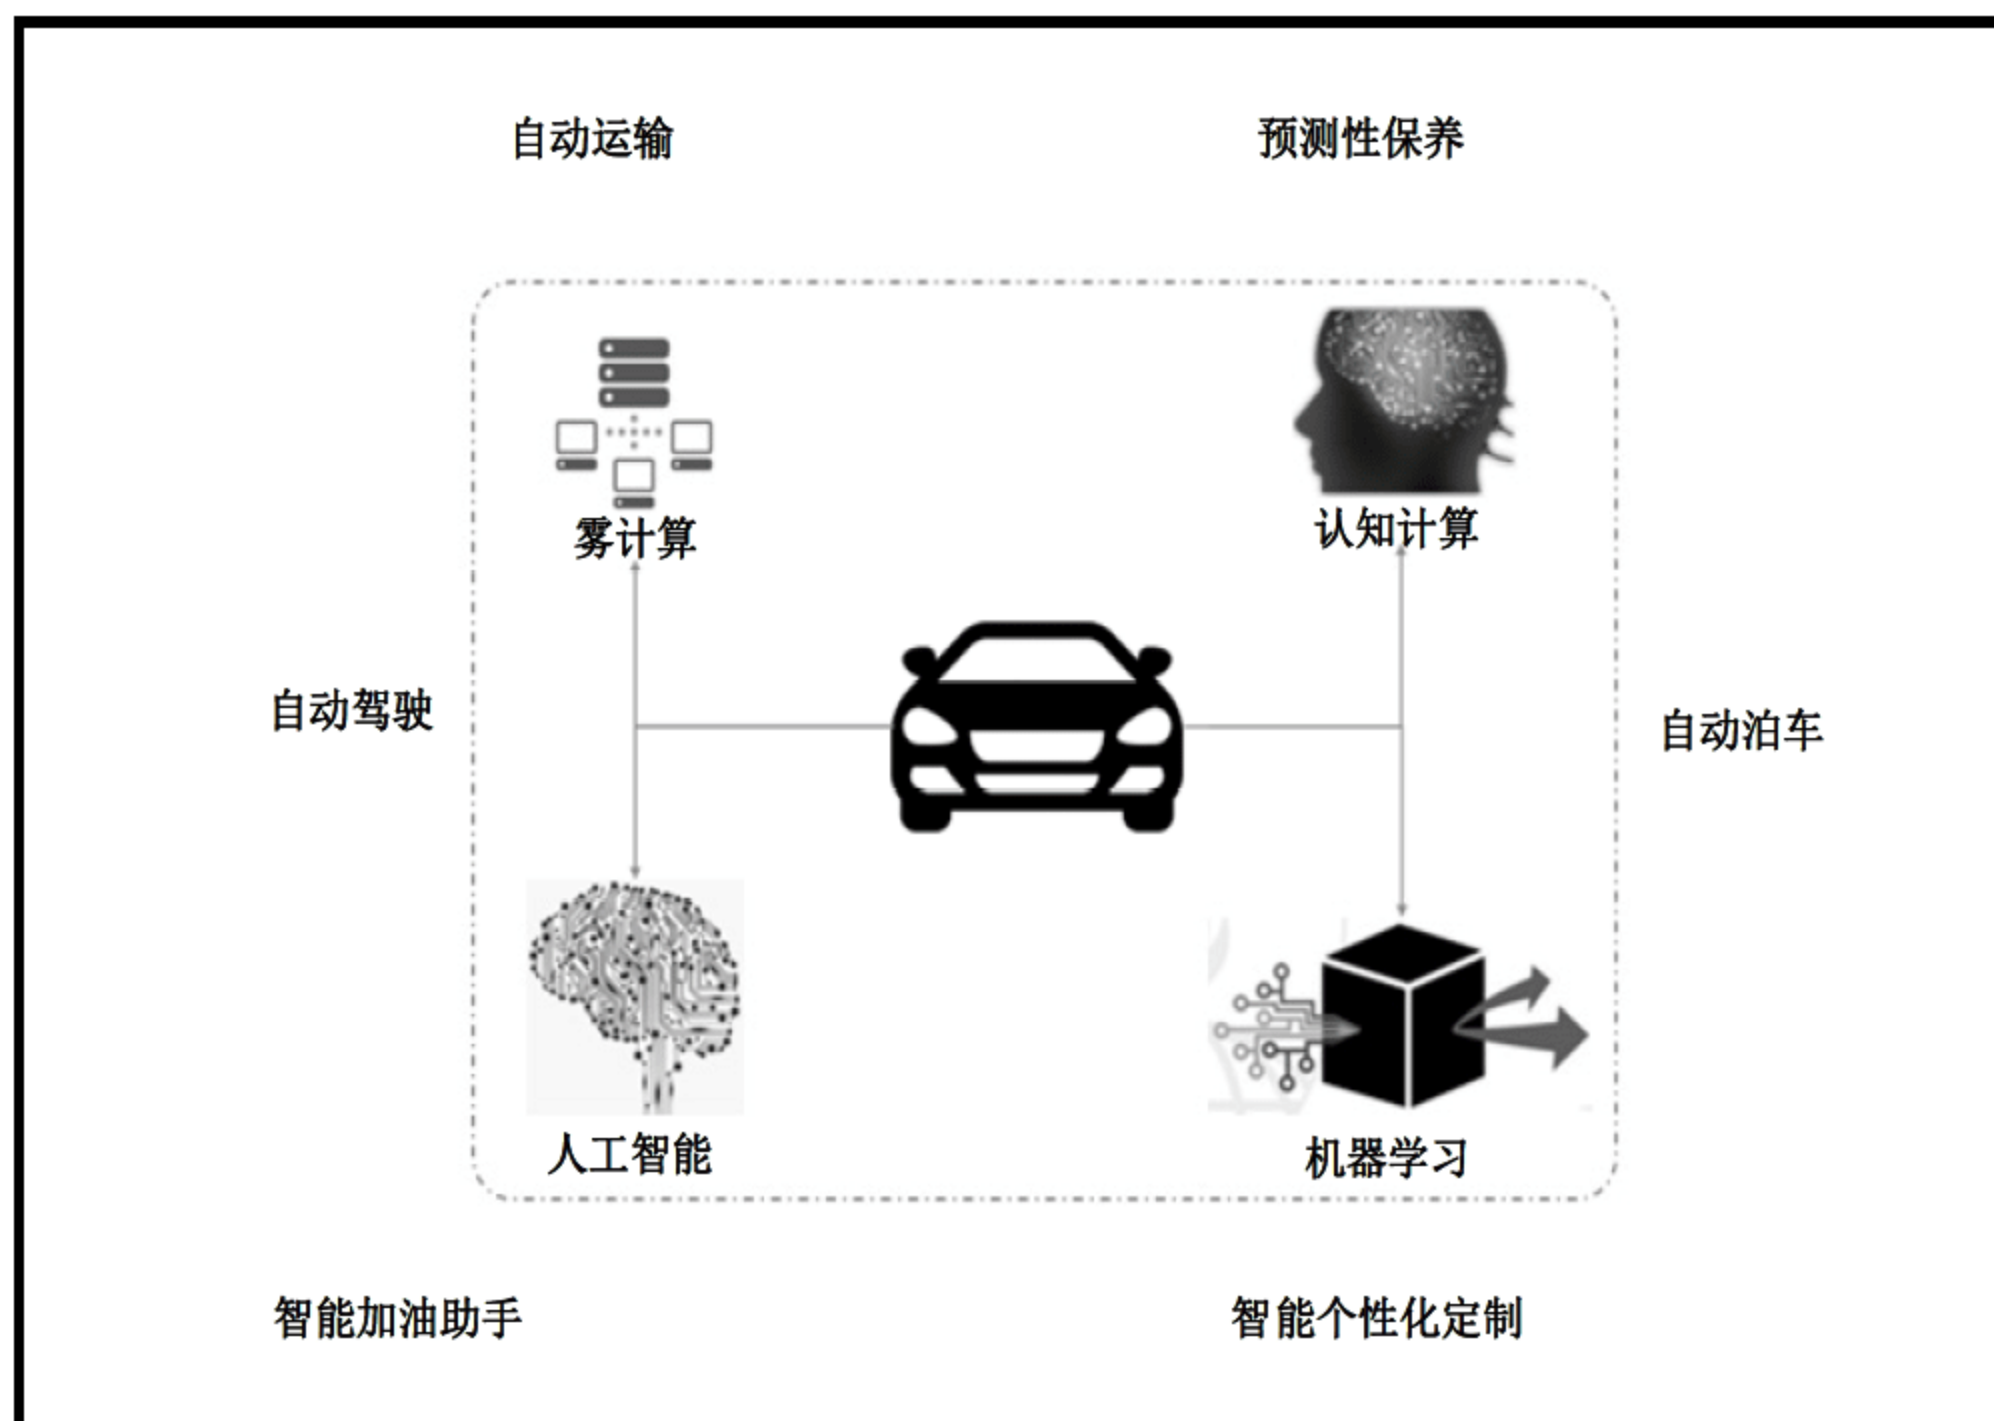 自动运输
预测性保养
雾计算
认知计算
自动驾驶
自动泊车
人工智能
机器学习
智能加油助手
智能个性化定制